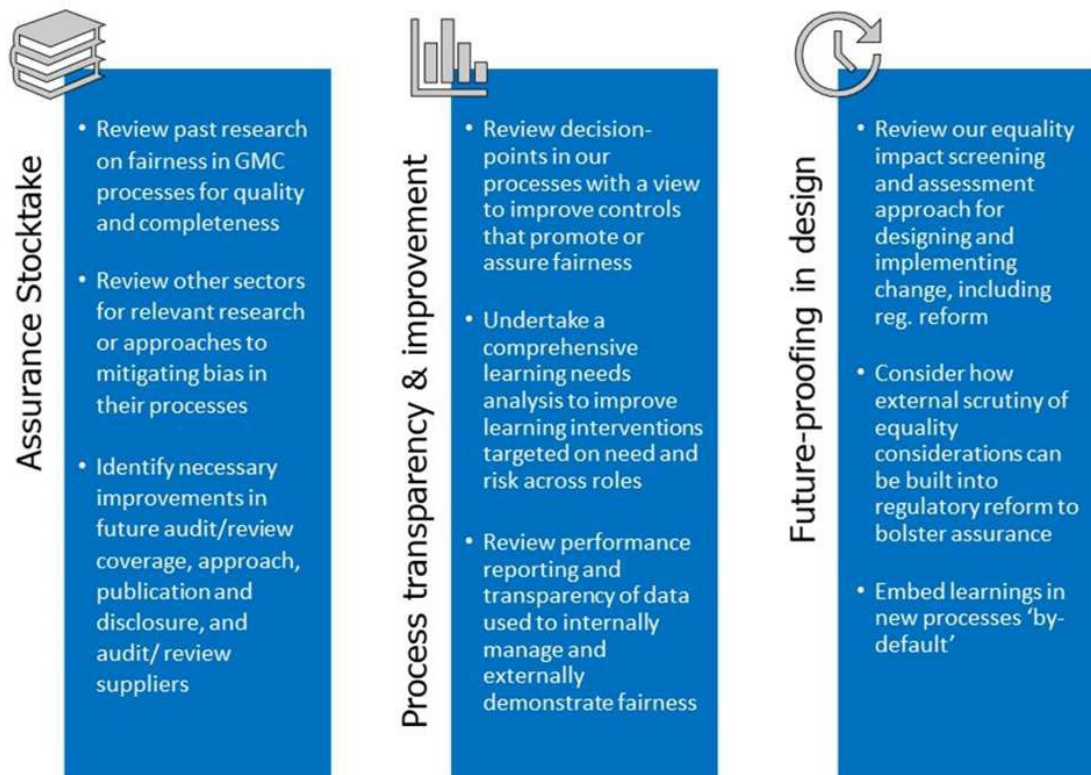 Assurance Stocktake
• Review past research
on fairness in GMC
processes for quality
and completeness
• Review other sectors
for relevant research
or approaches to
mitigating bias in
their processes
• Identify necessary
improvements in
future audit/review
coverage, approach,
publication and
disclosure, and
audit/ review
suppliers
Process transparency & improvement
• Review decision-
points in our
processes with a view
to improve controls
that promote or
assure fairness
• Undertake a
comprehensive
learning needs
analysis to improve
learning interventions
targeted on need and
risk across roles
• Review performance
reporting and
transparency of data
used to internally
manage and
externally
demonstrate fairness
Future-proofing in design
• Review our equality
impact screening
and assessment
approach for
designing and
implementing
change, including
reg. reform
• Consider how
external scrutiny of
equality
considerations can
be built into
regulatory reform to
bolster assurance
• Embed learnings in
new processes ‘by-
default’